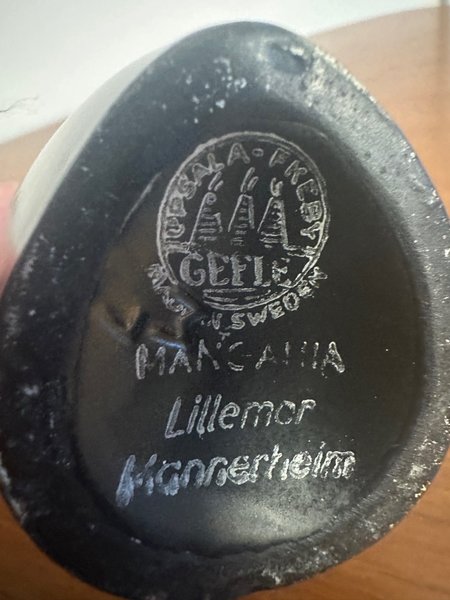 UPSALA-EKEBY
GEFLE
MADE IN SWEDEN
MANGANIA
Lillemor
Mannerheim